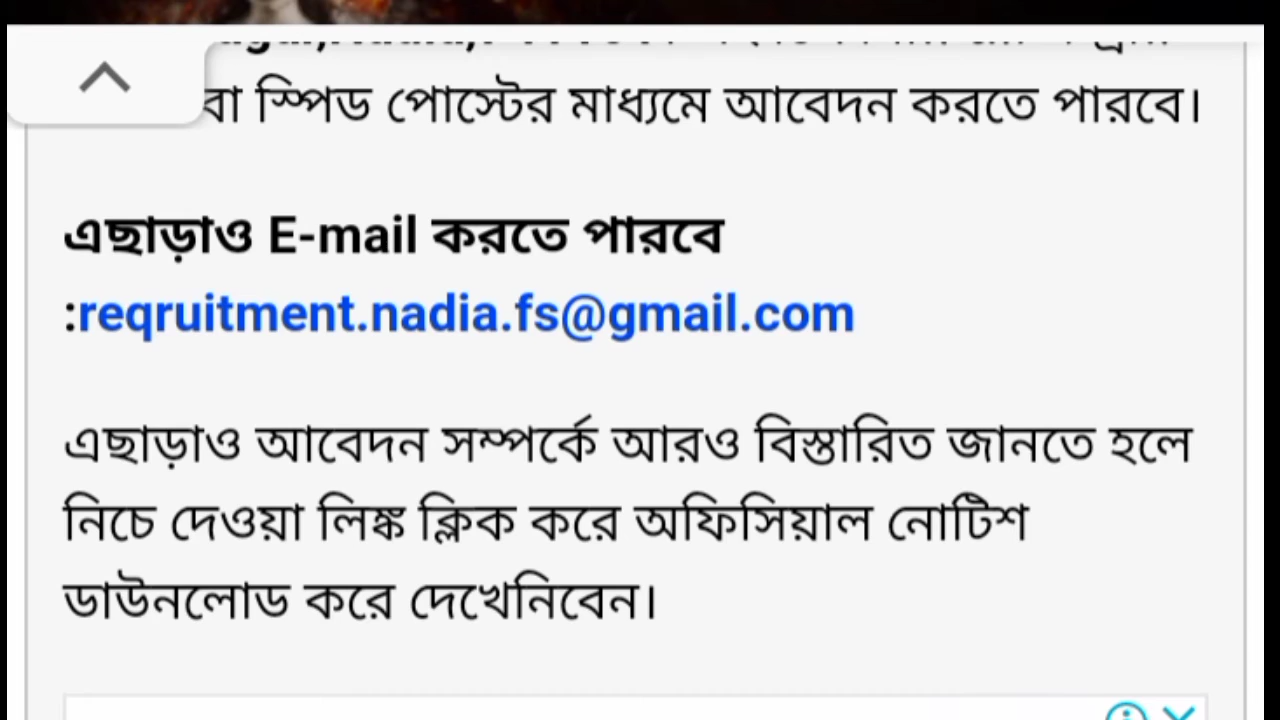 বা স্পিড পোস্টের মাধ্যমে আবেদন করতে পারবে।
এছাড়াও E-mail করতে পারবে
:reqruitment.nadia.fs@gmail.com
এছাড়াও আবেদন সম্পর্কে আরও বিস্তারিত জানতে হলে
নিচে দেওয়া লিঙ্ক ক্লিক করে অফিসিয়াল নোটিশ
ডাউনলোড করে দেখেনিবেন।